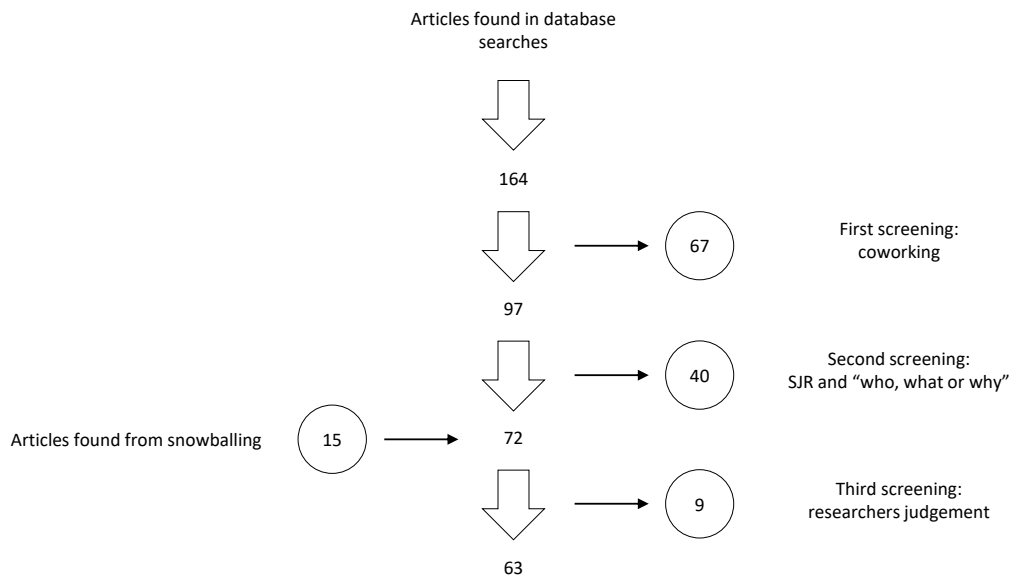 Articles found in database
searches
164
67
First screening:
coworking
97
40
Second screening:
SJR and “who, what or why”
Articles found from snowballing
15
72
9
Third screening:
researchers judgement
63